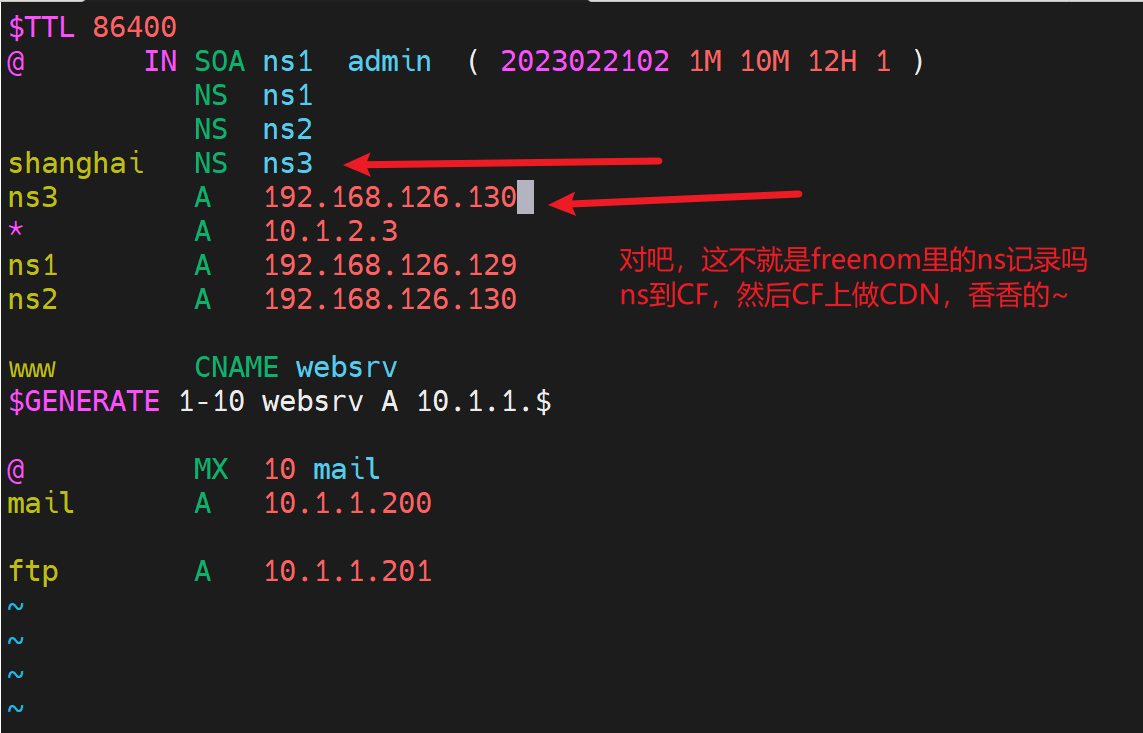 $TTL 86400
@ IN SOA ns1 admin ( 2023022102 1M 10M 12H 1 )
NS ns1
NS ns2
shanghai NS ns3
ns3 A 192.168.126.130
* A 10.1.2.3
ns1 A 192.168.126.129
ns2 A 192.168.126.130
对吧，这不就是freenom里的ns记录吗
ns到CF，然后CF上做CDN，香香的~
www CNAME websrv
$GENERATE 1-10 websrv A 10.1.1.$
@ MX 10 mail
mail A 10.1.1.200
ftp A 10.1.1.201
~
~
~
~